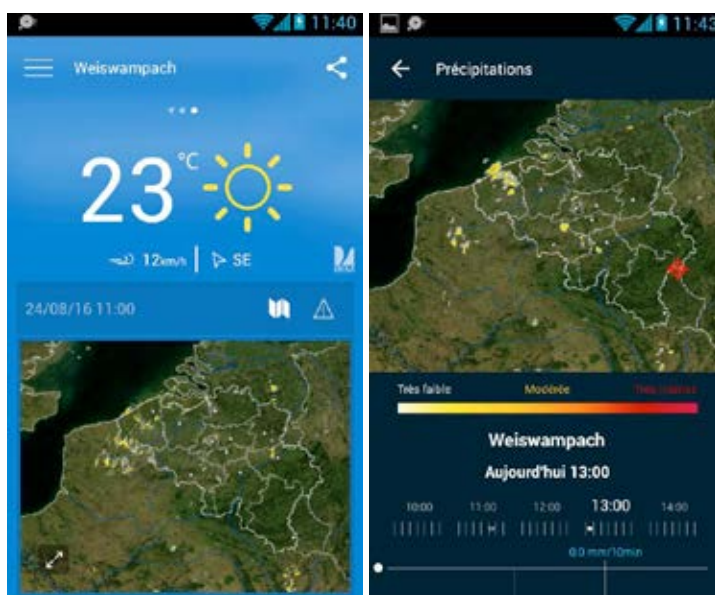 11:40
Weiswampach
23 °C
12km/h | SE
24/08/16 11:00
11:43
Précipitations
Très faible Modérée
Weiswampach
Aujourd'hui 13:00
10:00 11:00 12:00 13:00 14:00
0.0 mm/10min